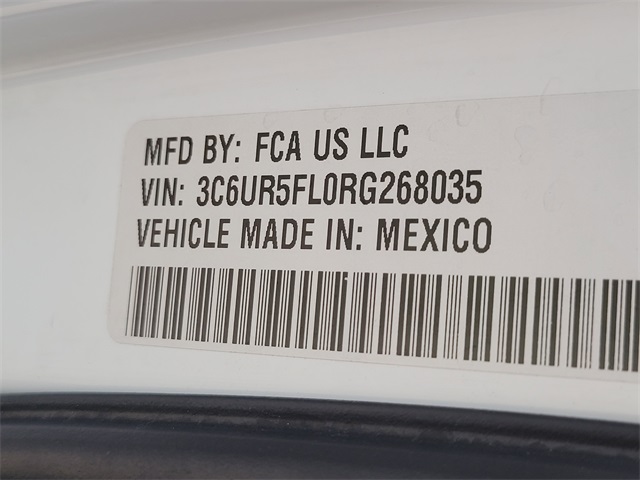 MFD BY: FCA US LLC
VIN: 3C6UR5FL0RG268035
VEHICLE MADE IN: MEXICO